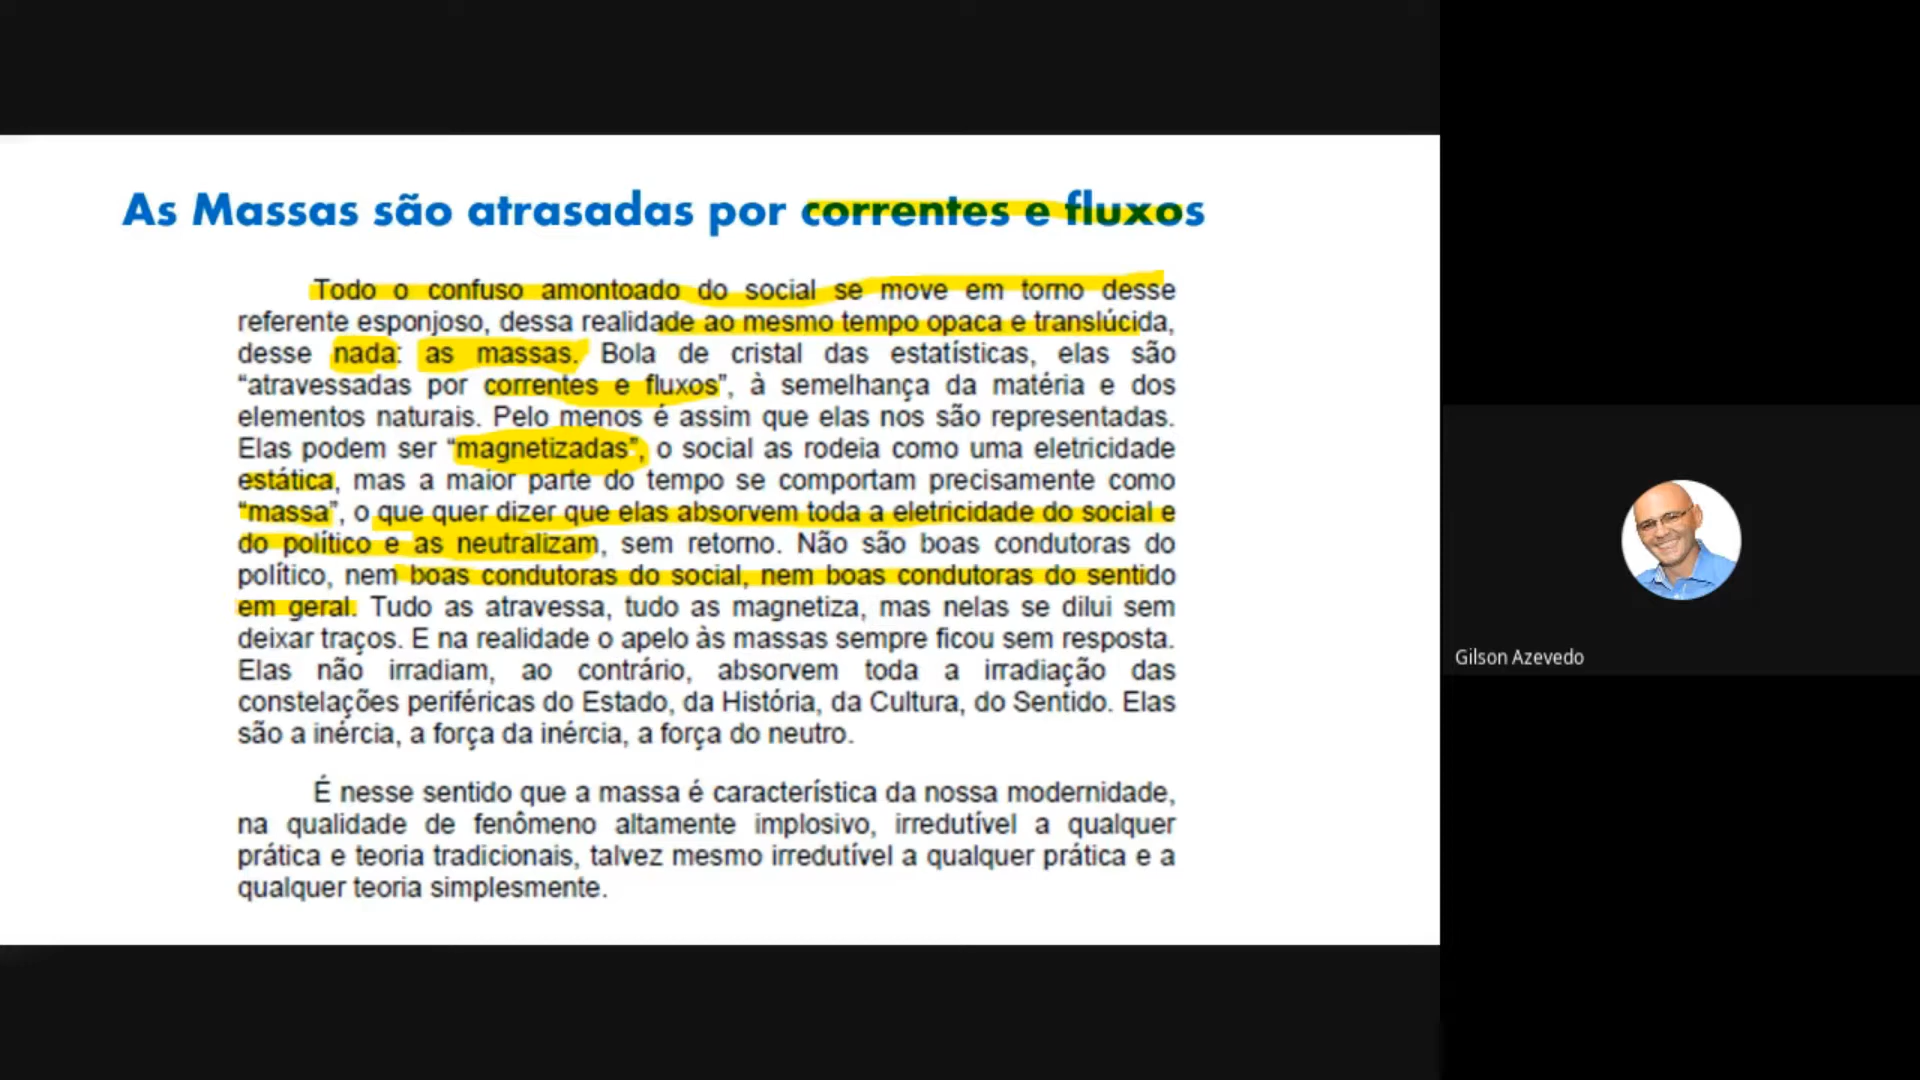 As Massas são atrasadas por correntes e fluxos
Todo o confuso amontoado do social se move em torno desse
referente esponjoso, dessa realidade ao mesmo tempo opaca e translúcida,
desse nada: as massas. Bola de cristal das estatísticas, elas são
“atravessadas por correntes e fluxos”, à semelhança da matéria e dos
elementos naturais. Pelo menos é assim que elas nos são representadas.
Elas podem ser “magnetizadas”, o social as rodeia como uma eletricidade
estática, mas a maior parte do tempo se comportam precisamente como
“massa”, o que quer dizer que elas absorvem toda a eletricidade do social e
do político e as neutralizam, sem retorno. Não são boas condutoras do
político, nem boas condutoras do social, nem boas condutoras do sentido
em geral. Tudo as atravessa, tudo as magnetiza, mas nelas se dilui sem
deixar traços. E na realidade o apelo às massas sempre ficou sem resposta.
Elas não irradiam, ao contrário, absorvem toda a irradiação das
constelações periféricas do Estado, da História, da Cultura, do Sentido. Elas
são a inércia, a força da inércia, a força do neutro.
É nesse sentido que a massa é característica da nossa modernidade,
na qualidade de fenômeno altamente implosivo, irredutível a qualquer
prática e teoria tradicionais, talvez mesmo irredutível a qualquer prática e a
qualquer teoria simplesmente.
Gilson Azevedo